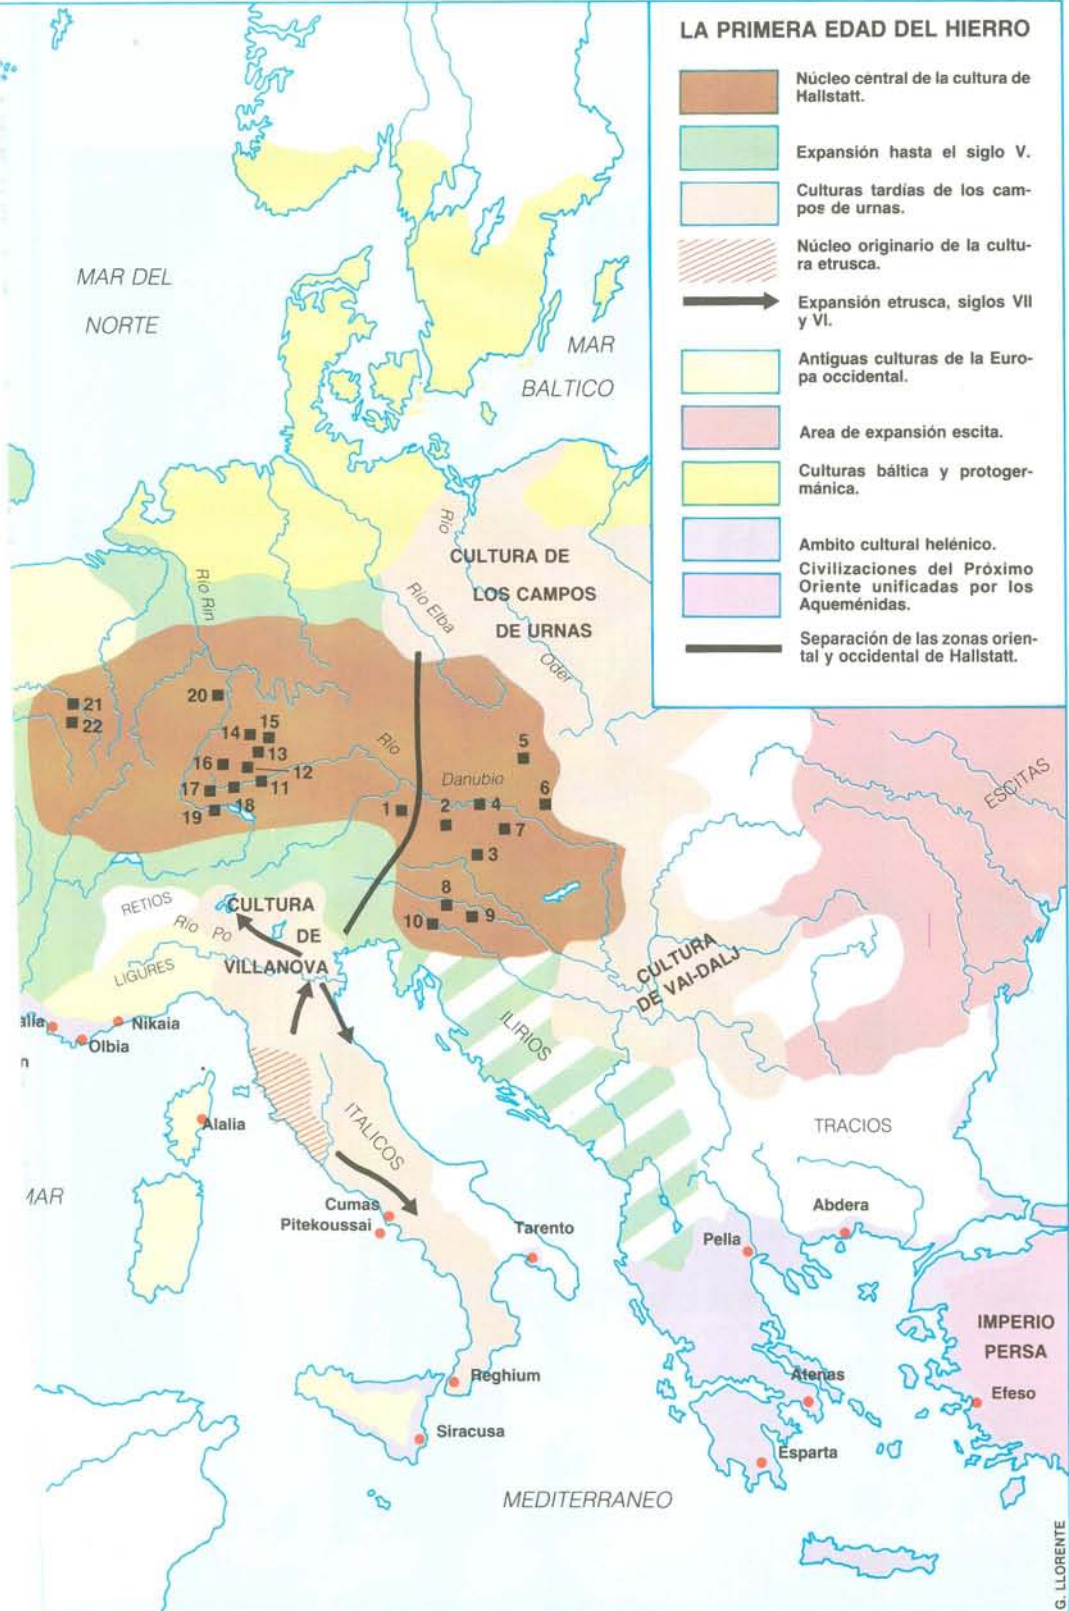 LA PRIMERA EDAD DEL HIERRO
Núcleo central de la cultura de
Hallstatt.
Expansión hasta el siglo V.
Culturas tardías de los cam-
pos de urnas.
Núcleo originario de la cultu-
ra etrusca.
Expansión etrusca, siglos VII
y VI.
Antiguas culturas de la Euro-
pa occidental.
Area de expansión escita.
Culturas báltica y protoger-
mánica.
Ambito cultural helénico.
Civilizaciones del Próximo
Oriente unificadas por los
Aqueménidas.
Separación de las zonas orien-
tal y occidental de Hallstatt.
MAR DEL
NORTE
MAR
BALTICO
Río
Oder
CULTURA DE
LOS CAMPOS
DE URNAS
Río Rin
Río Elba
21
22
20
14
15
13
16
12
17
18
11
19
Río
Danubio
5
6
1
2
4
7
3
8
9
10
ESCITAS
RETIOS
Río Po
CULTURA
DE
VILLANOVA
LIGURES
CULTURA
DE VAI-DALJ
ILIRIOS
alia
Nikaia
Olbia
n
Alalia
ITALICOS
TRACIOS
MAR
Cumas
Pitekoussai
Tarento
Pella
Abdera
IMPERIO
PERSA
Reghium
Atenas
Efeso
Siracusa
Esparta
MEDITERRANEO
G. LLORENTE